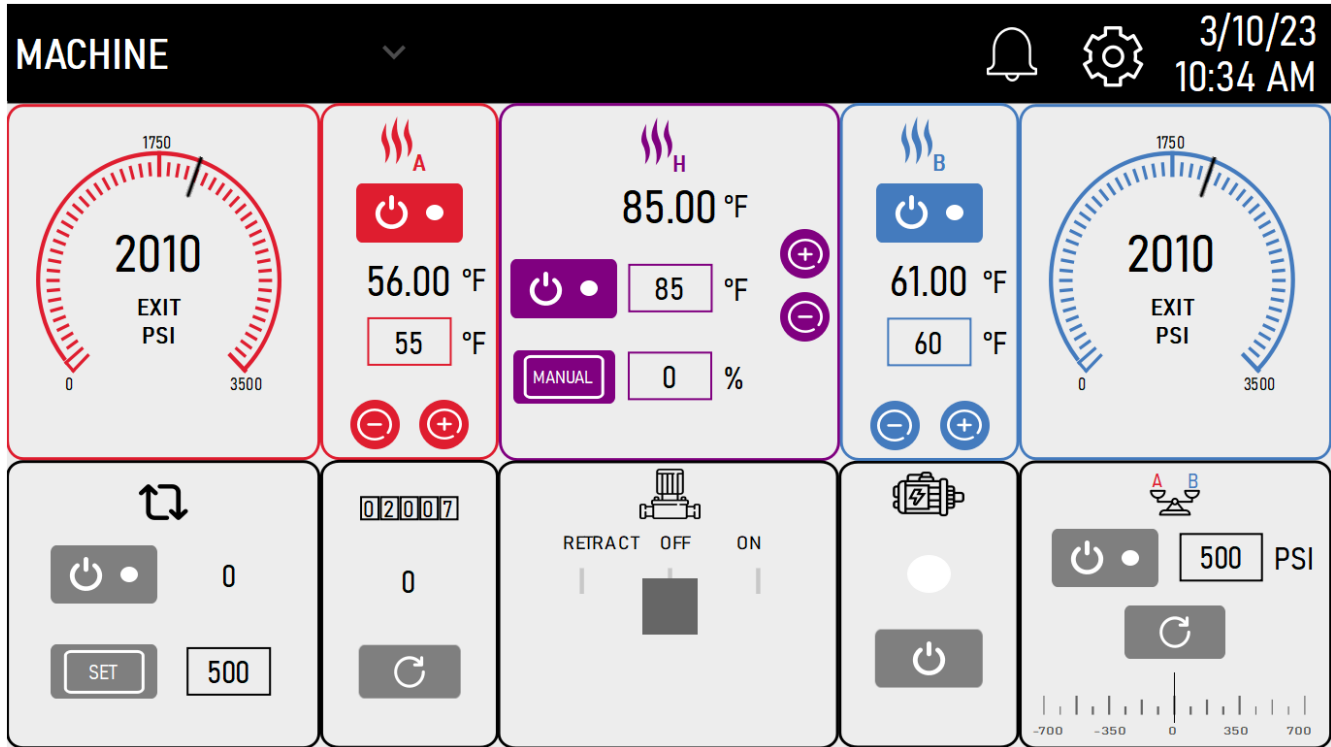 MACHINE
3/10/23
10:34 AM
1750
2010
EXIT
PSI
0
3500
A
56.00 °F
55 °F
H
85.00 °F
85 °F
MANUAL 0 %
B
61.00 °F
60 °F
1750
2010
EXIT
PSI
0
3500
0
SET 500
02007
0
RETRACT OFF ON
A B
500 PSI
-700 -350 0 350 700